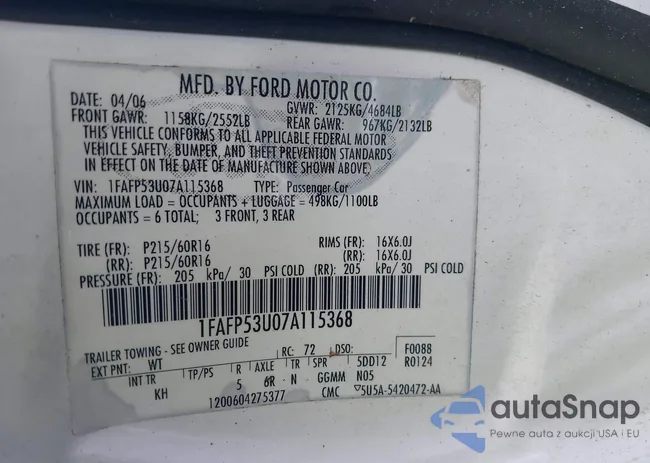 MFD. BY FORD MOTOR CO.
DATE: 04/06 GVWR: 2125KG/4684LB
FRONT GAWR: 1158KG/2552LB REAR GAWR: 967KG/2132LB
THIS VEHICLE CONFORMS TO ALL APPLICABLE FEDERAL MOTOR
VEHICLE SAFETY, BUMPER, AND THEFT PREVENTION STANDARDS
IN EFFECT ON THE DATE OF MANUFACTURE SHOWN ABOVE.
VIN: 1FAFP53U07A115368 TYPE: Passenger Car
MAXIMUM LOAD = OCCUPANTS + LUGGAGE = 498KG/1100LB
OCCUPANTS = 6 TOTAL; 3 FRONT, 3 REAR
TIRE (FR): P215/60R16 RIMS (FR): 16X6.0J
(RR): P215/60R16 (RR): 16X6.0J
PRESSURE (FR): 205 kPa/ 30 PSI COLD (RR): 205 kPa/ 30 PSI COLD
1FAFP53U07A115368
TRAILER TOWING - SEE OWNER GUIDE
EXT PNT: WT RC: 72 DSO: F0088
INT TR TP/PS R AXLE TR SPR 5DD12 R0124
KH 5 6R - N - GGMM N05
1200604275377 CMC ▽5U5A-5420472-AA
autaSnap
Pewne auta z aukcji USA i EU